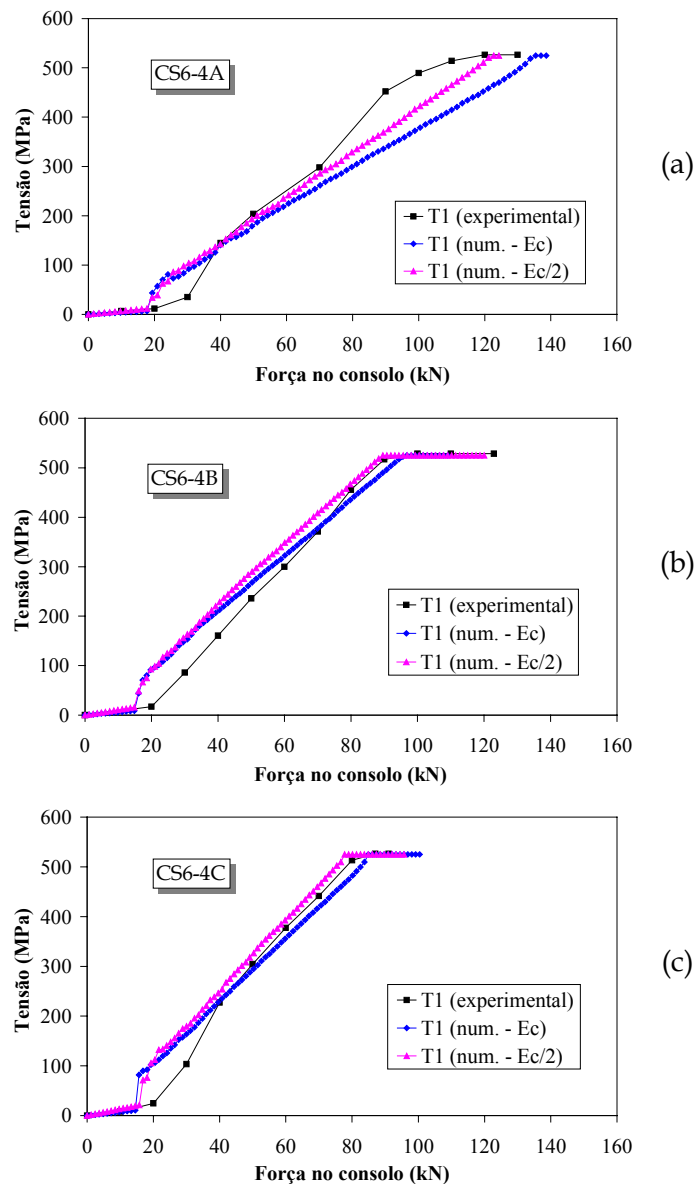 600
500
400
300
200
100
0
Tensão (MPa)
CS6-4A
T1 (experimental)
T1 (num. - Ec)
T1 (num. - Ec/2)
0 20 40 60 80 100 120 140 160
Força no consolo (kN)
(a)
600
500
400
300
200
100
0
Tensão (MPa)
CS6-4B
T1 (experimental)
T1 (num. - Ec)
T1 (num. - Ec/2)
0 20 40 60 80 100 120 140 160
Força no consolo (kN)
(b)
600
500
400
300
200
100
0
Tensão (MPa)
CS6-4C
T1 (experimental)
T1 (num. - Ec)
T1 (num. - Ec/2)
0 20 40 60 80 100 120 140 160
Força no consolo (kN)
(c)